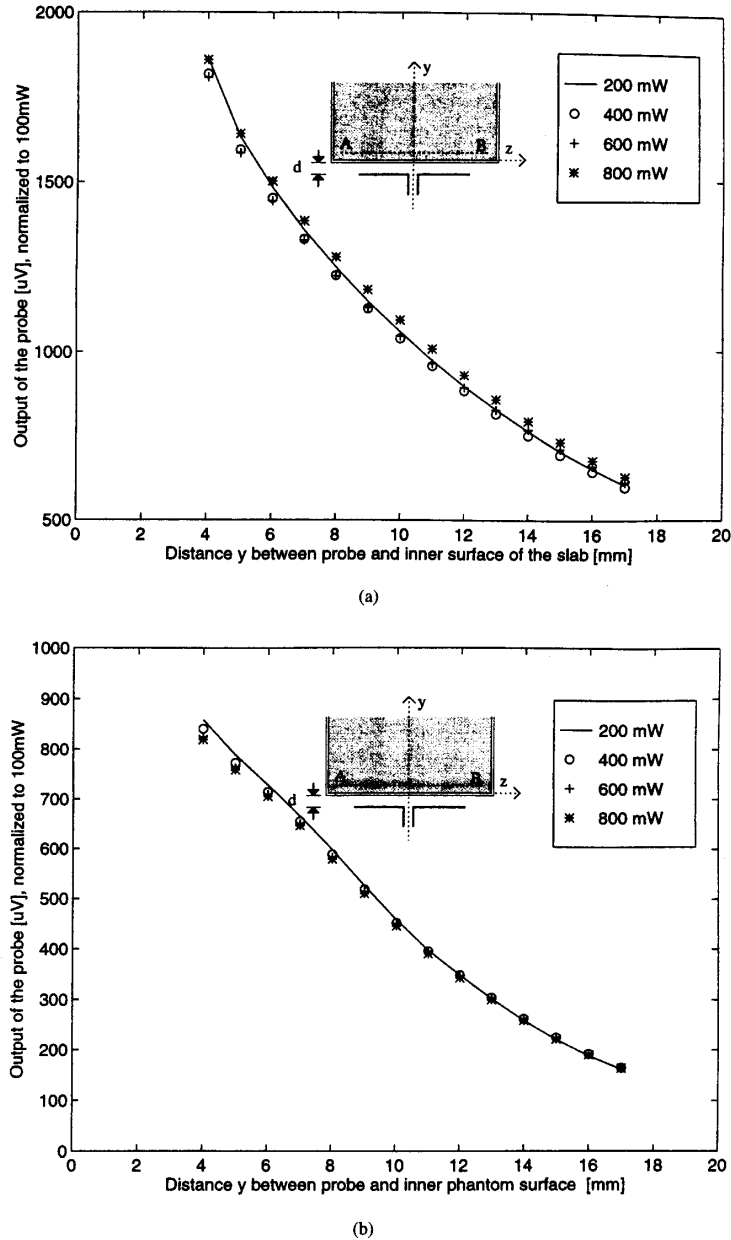 2000
1500
1000
500
Output of the probe [uV], normalized to 100mW
y
A
B
z
d
200 mW
400 mW
600 mW
800 mW
0 2 4 6 8 10 12 14 16 18 20
Distance y between probe and inner surface of the slab [mm]
(a)
1000
900
800
700
600
500
400
300
200
100
0
Output of the probe [uV], normalized to 100mW
y
A
B
z
d
200 mW
400 mW
600 mW
800 mW
0 2 4 6 8 10 12 14 16 18 20
Distance y between probe and inner phantom surface [mm]
(b)